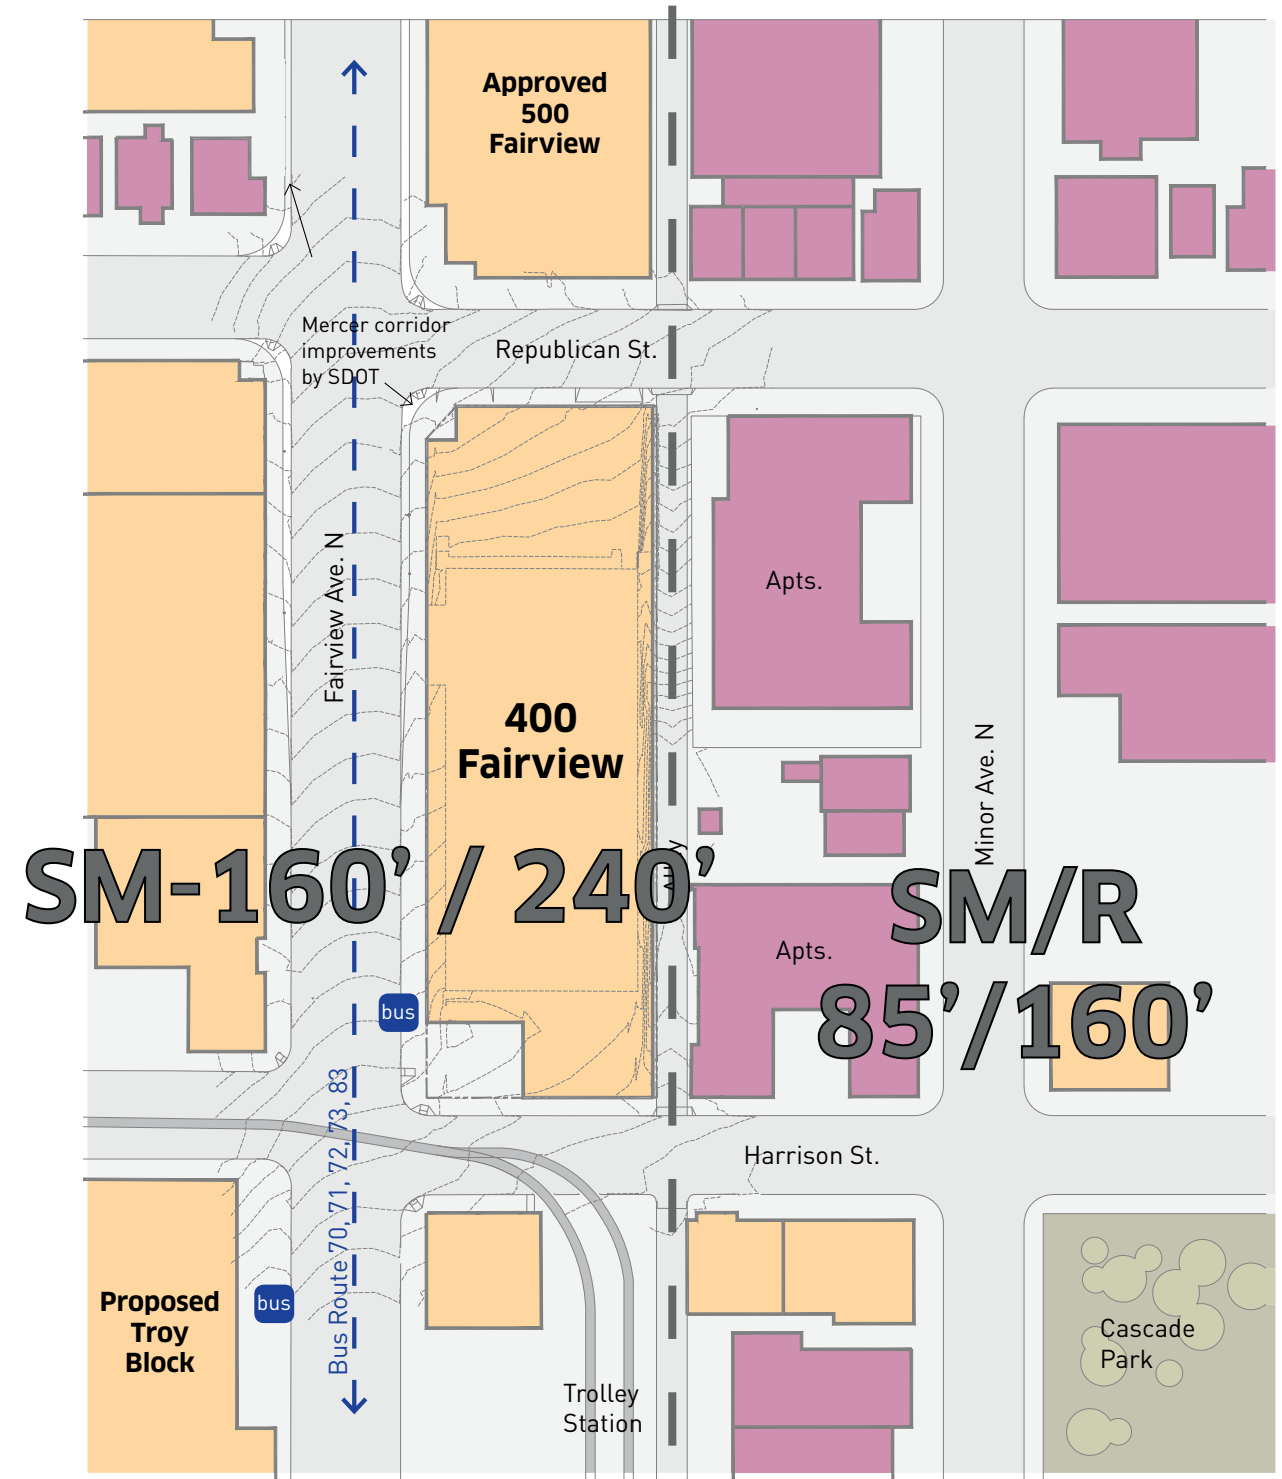 Approved
500
Fairview
Mercer corridor
improvements
by SDOT
Republican St.
Fairview Ave. N
Apts.
400
Fairview
Minor Ave. N
Alley
SM-160’ / 240’
SM/R
85’/160’
Apts.
bus
Bus Route 70, 71, 72, 73, 83
Harrison St.
bus
Proposed
Troy
Block
Cascade
Park
Trolley
Station